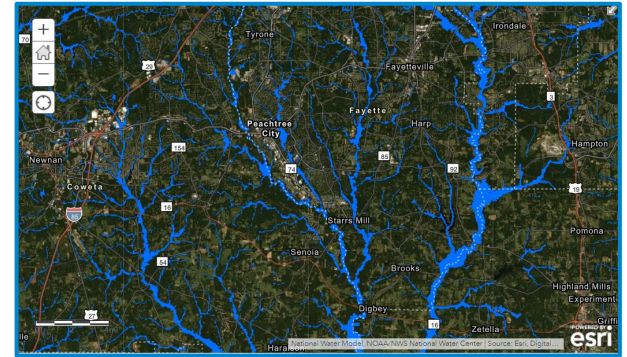 +
−
70
Tyrone
Irondale
29
Fayetteville
3
Fayette
Peachtree
City
Harp
154
85
Hampton
Newnan
74
92
Coweta
19
16
85
Pomona
Starrs Mill
Senoia
54
Brooks
Highland Mills
Experiment
27
Digbey
16
Zetella
Griffi
Haralson
National Water Model, NOAA/NWS National Water Center | Source: Esri, Digital...
POWERED BY
esri